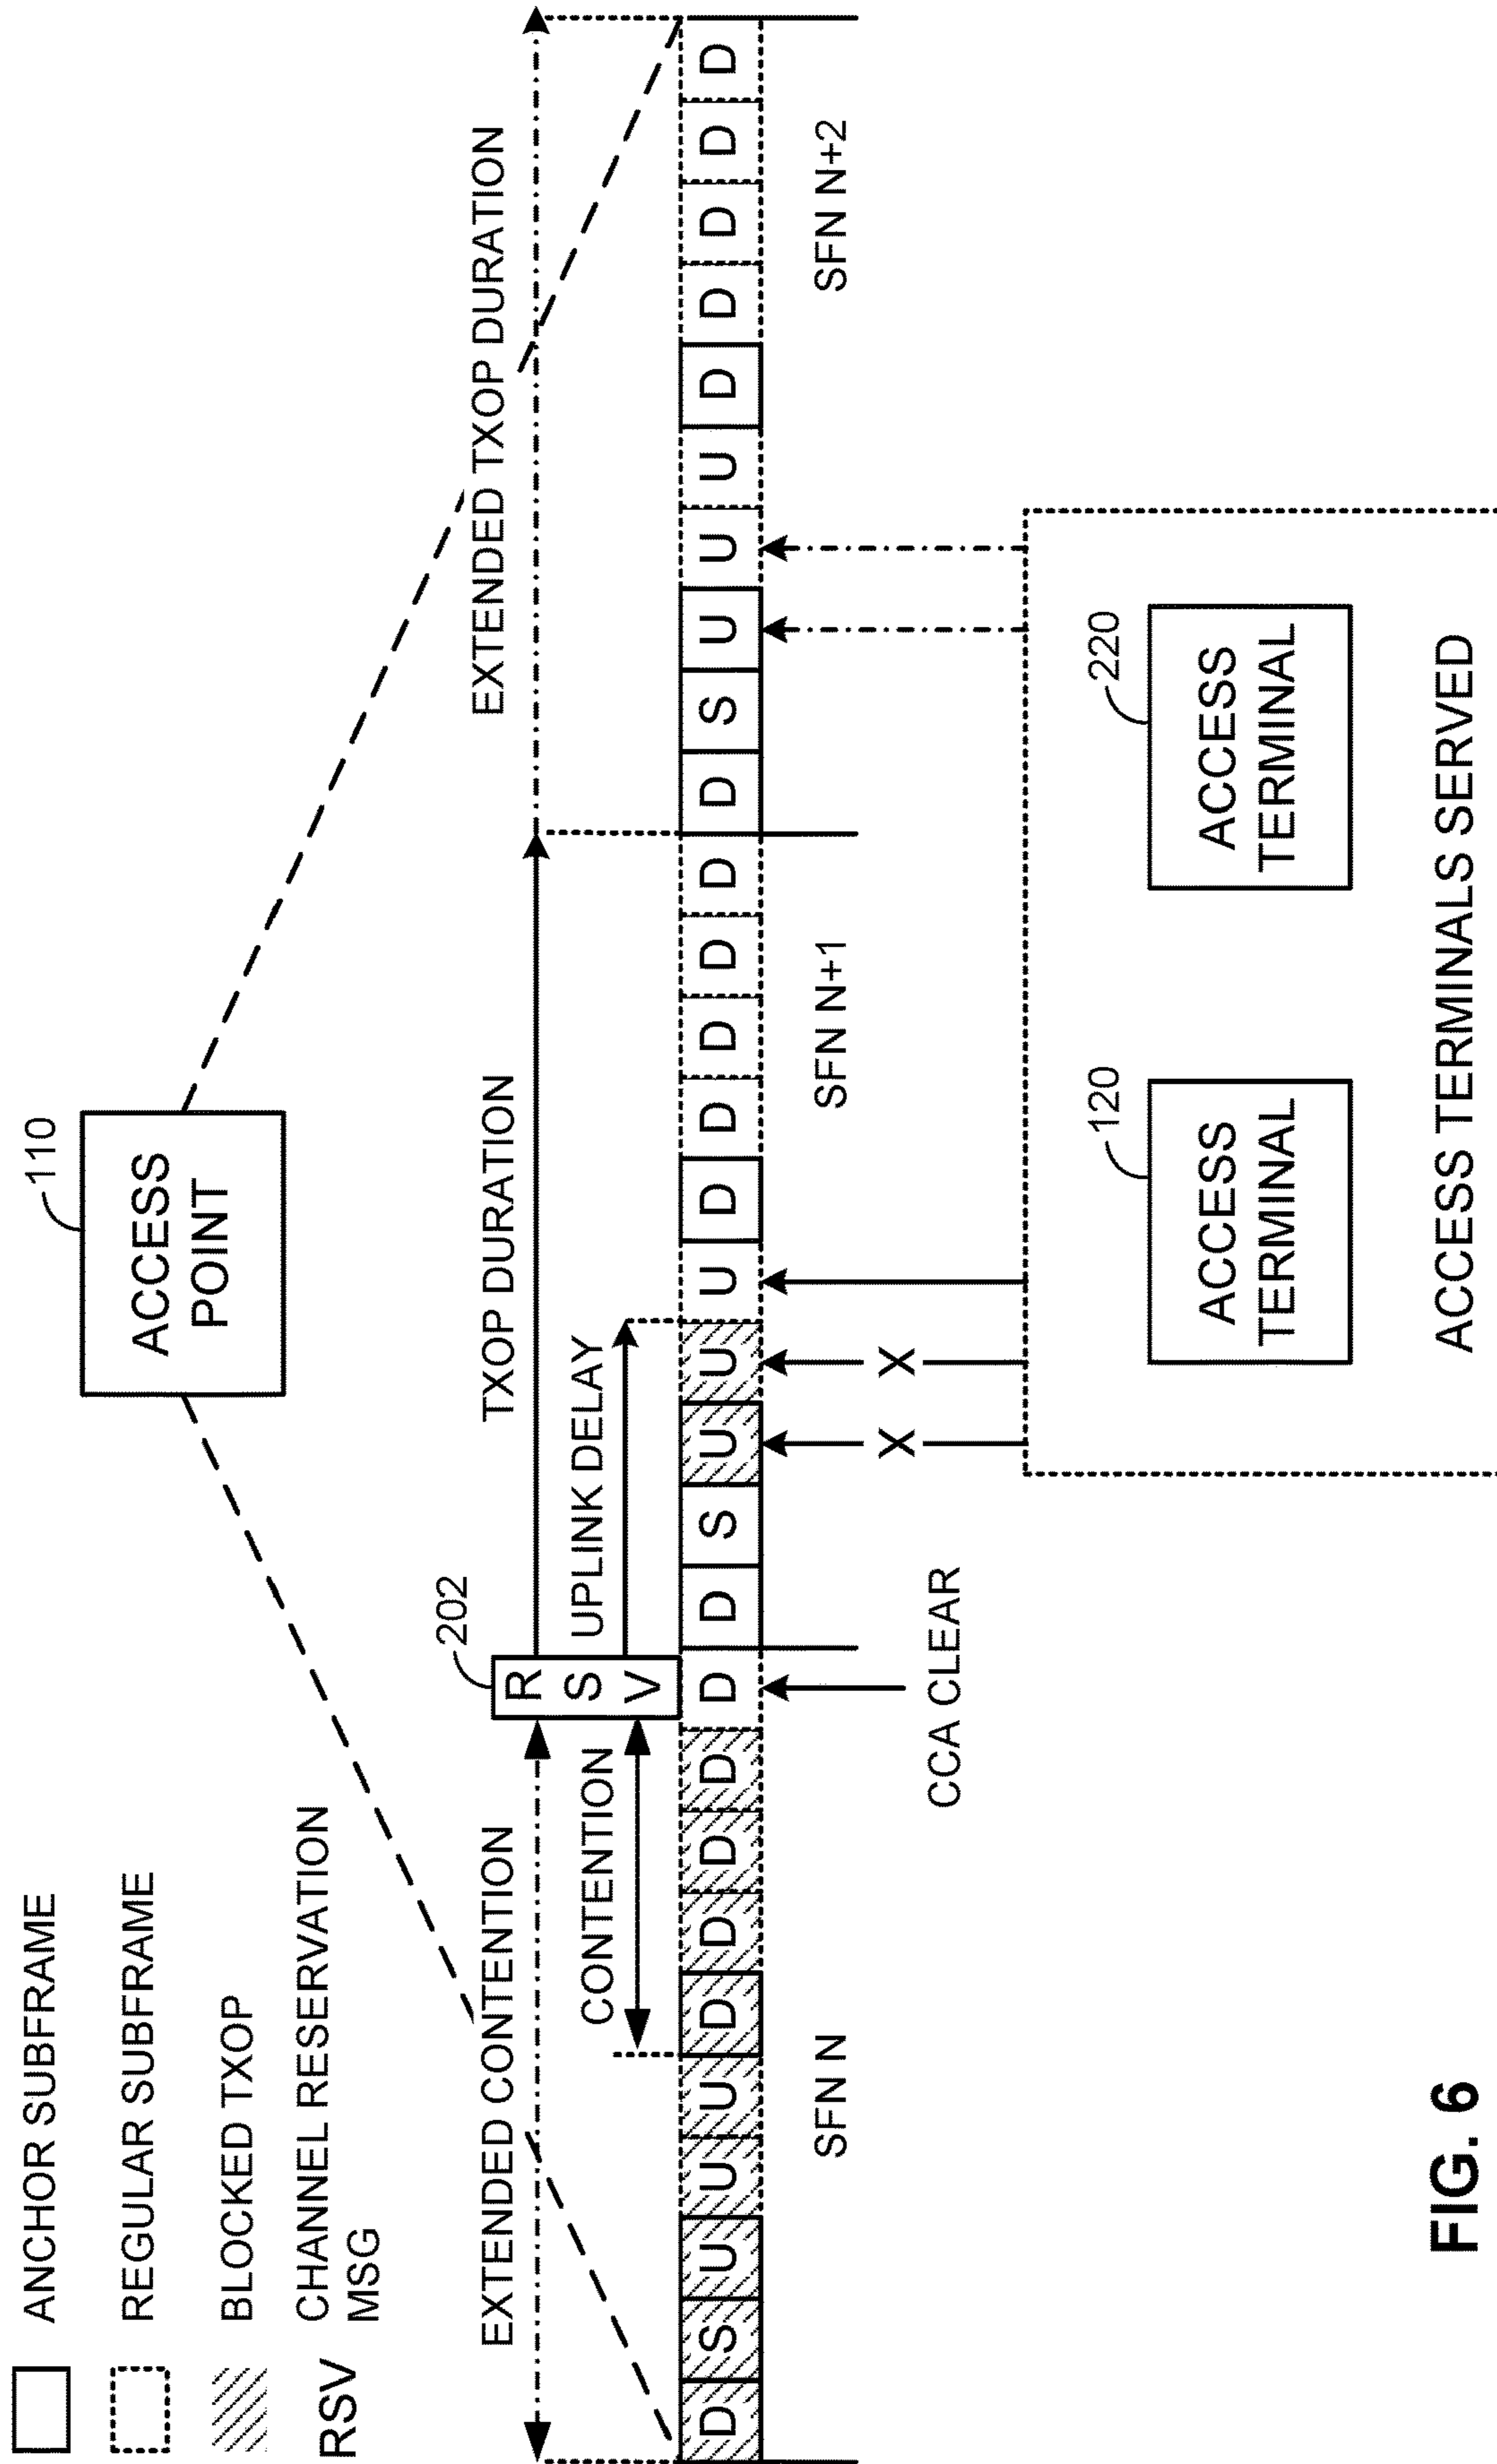 ANCHOR SUBFRAME
REGULAR SUBFRAME
BLOCKED TXOP
RSV CHANNEL RESERVATION
MSG
110
ACCESS
POINT
EXTENDED CONTENTION
CONTENTION
202
R
S
V
TXOP DURATION
UPLINK DELAY
EXTENDED TXOP DURATION
D S U U U D D D D D D S U U U D D D D D D S U U U D D D D D
SFN N
SFN N+1
SFN N+2
CCA CLEAR
X X
120
ACCESS
TERMINAL
220
ACCESS
TERMINAL
ACCESS TERMINALS SERVED
FIG. 6